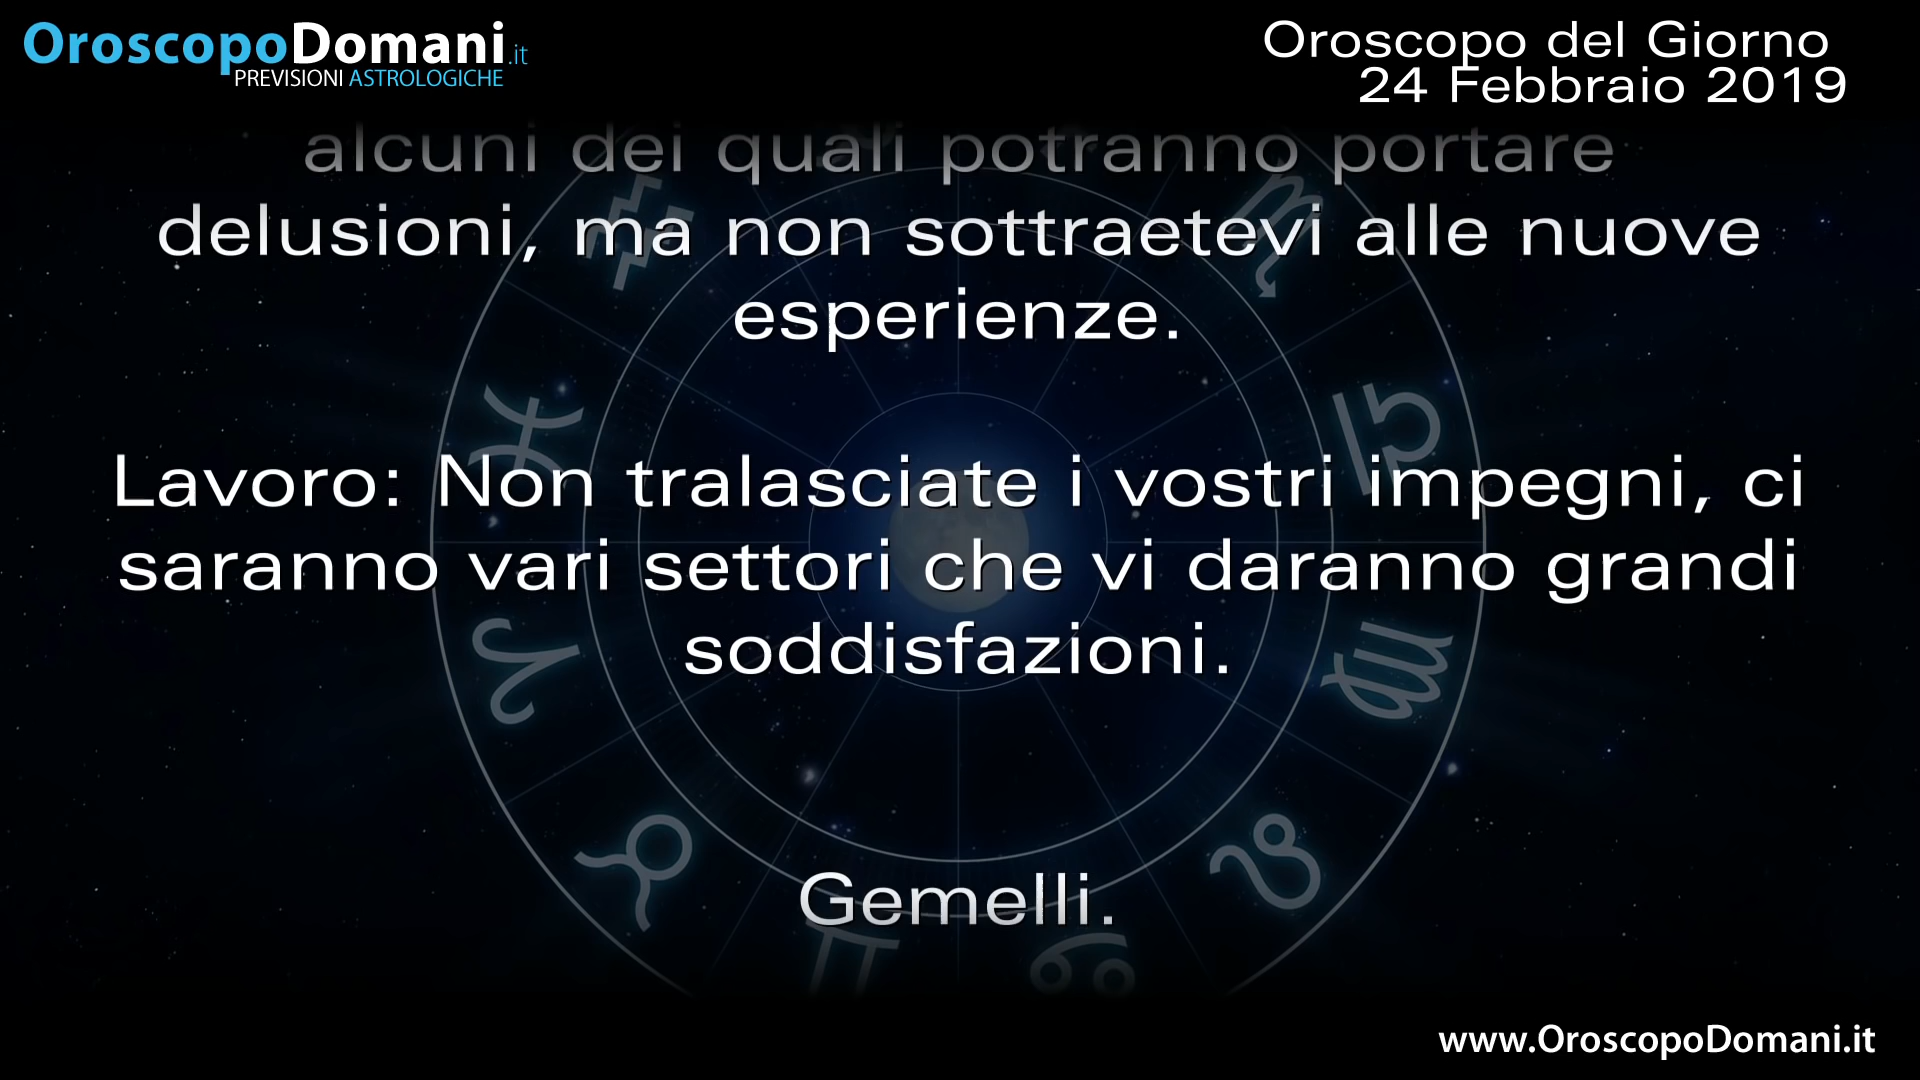 OroscopoDomani.it
PREVISIONI ASTROLOGICHE
Oroscopo del Giorno
24 Febbraio 2019
alcuni dei quali potranno portare
delusioni, ma non sottraetevi alle nuove
esperienze.
Lavoro: Non tralasciate i vostri impegni, ci
saranno vari settori che vi daranno grandi
soddisfazioni.
Gemelli.
www.OroscopoDomani.it